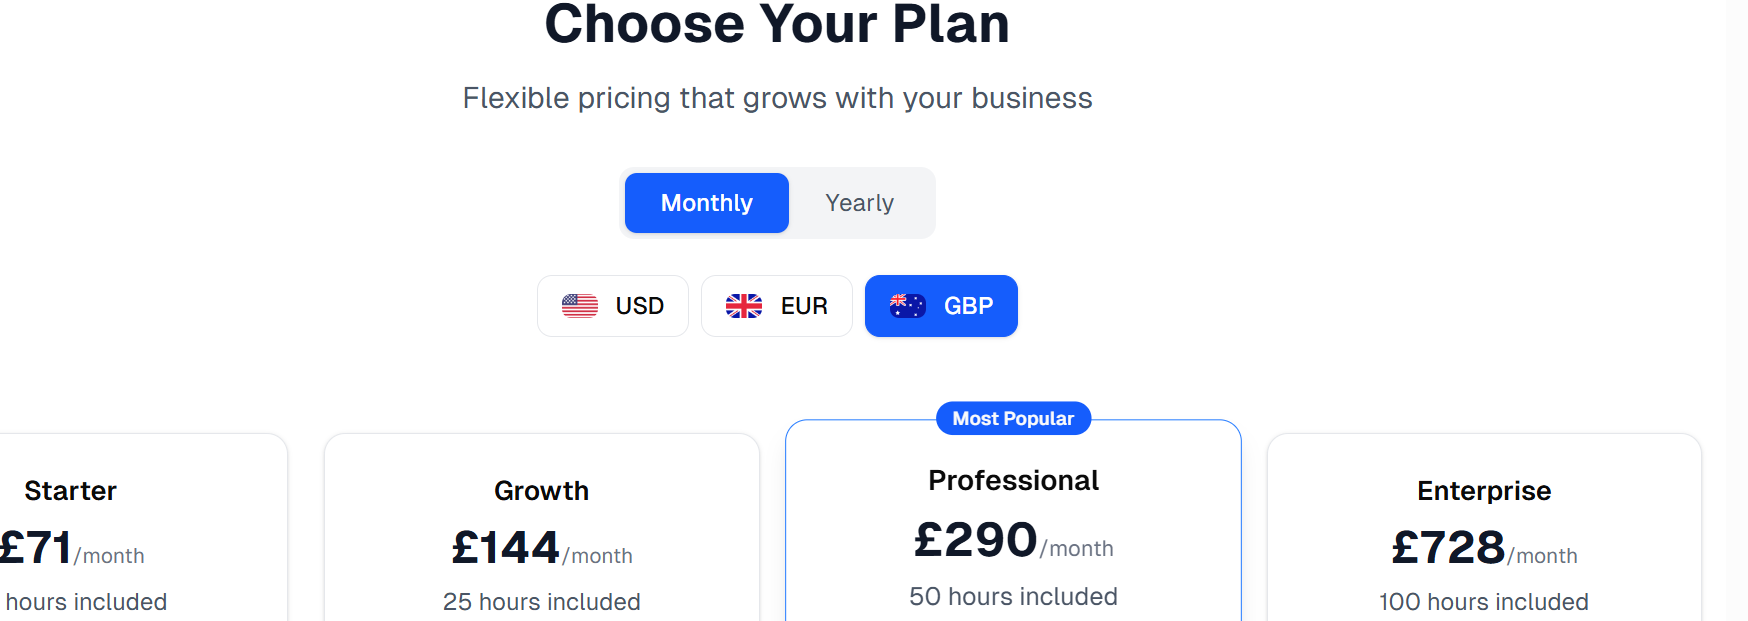 Choose Your Plan
Flexible pricing that grows with your business
Monthly Yearly
USD EUR GBP
Most Popular
Starter
£71/month
hours included
Growth
£144/month
25 hours included
Professional
£290/month
50 hours included
Enterprise
£728/month
100 hours included